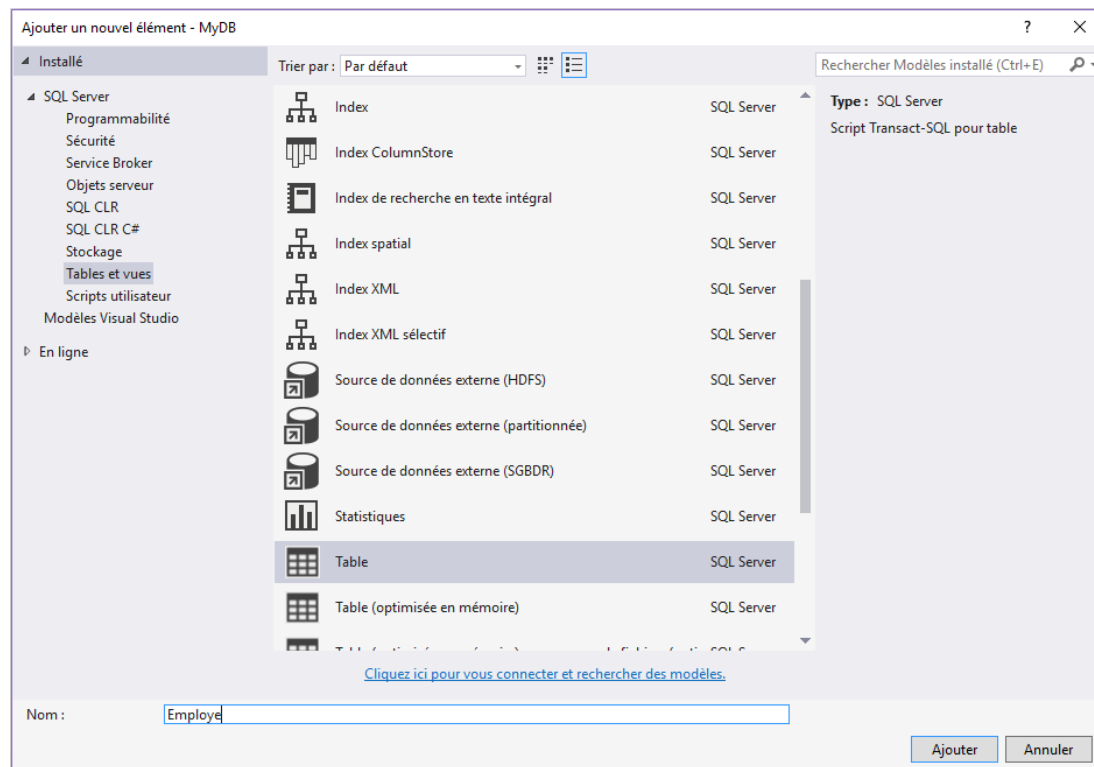 Ajouter un nouvel élément - MyDB
?
Installé
SQL Server
Programmabilité
Sécurité
Service Broker
Objets serveur
SQL CLR
SQL CLR C#
Stockage
Tables et vues
Scripts utilisateur
Modèles Visual Studio
En ligne
Trier par : Par défaut
Index SQL Server
Index ColumnStore SQL Server
Index de recherche en texte intégral SQL Server
Index spatial SQL Server
Index XML SQL Server
Index XML sélectif SQL Server
Source de données externe (HDFS) SQL Server
Source de données externe (partitionnée) SQL Server
Source de données externe (SGBDR) SQL Server
Statistiques SQL Server
Table SQL Server
Table (optimisée en mémoire) SQL Server
Cliquez ici pour vous connecter et rechercher des modèles.
Rechercher Modèles installé (Ctrl+E)
Type : SQL Server
Script Transact-SQL pour table
Nom : Employe
Ajouter Annuler